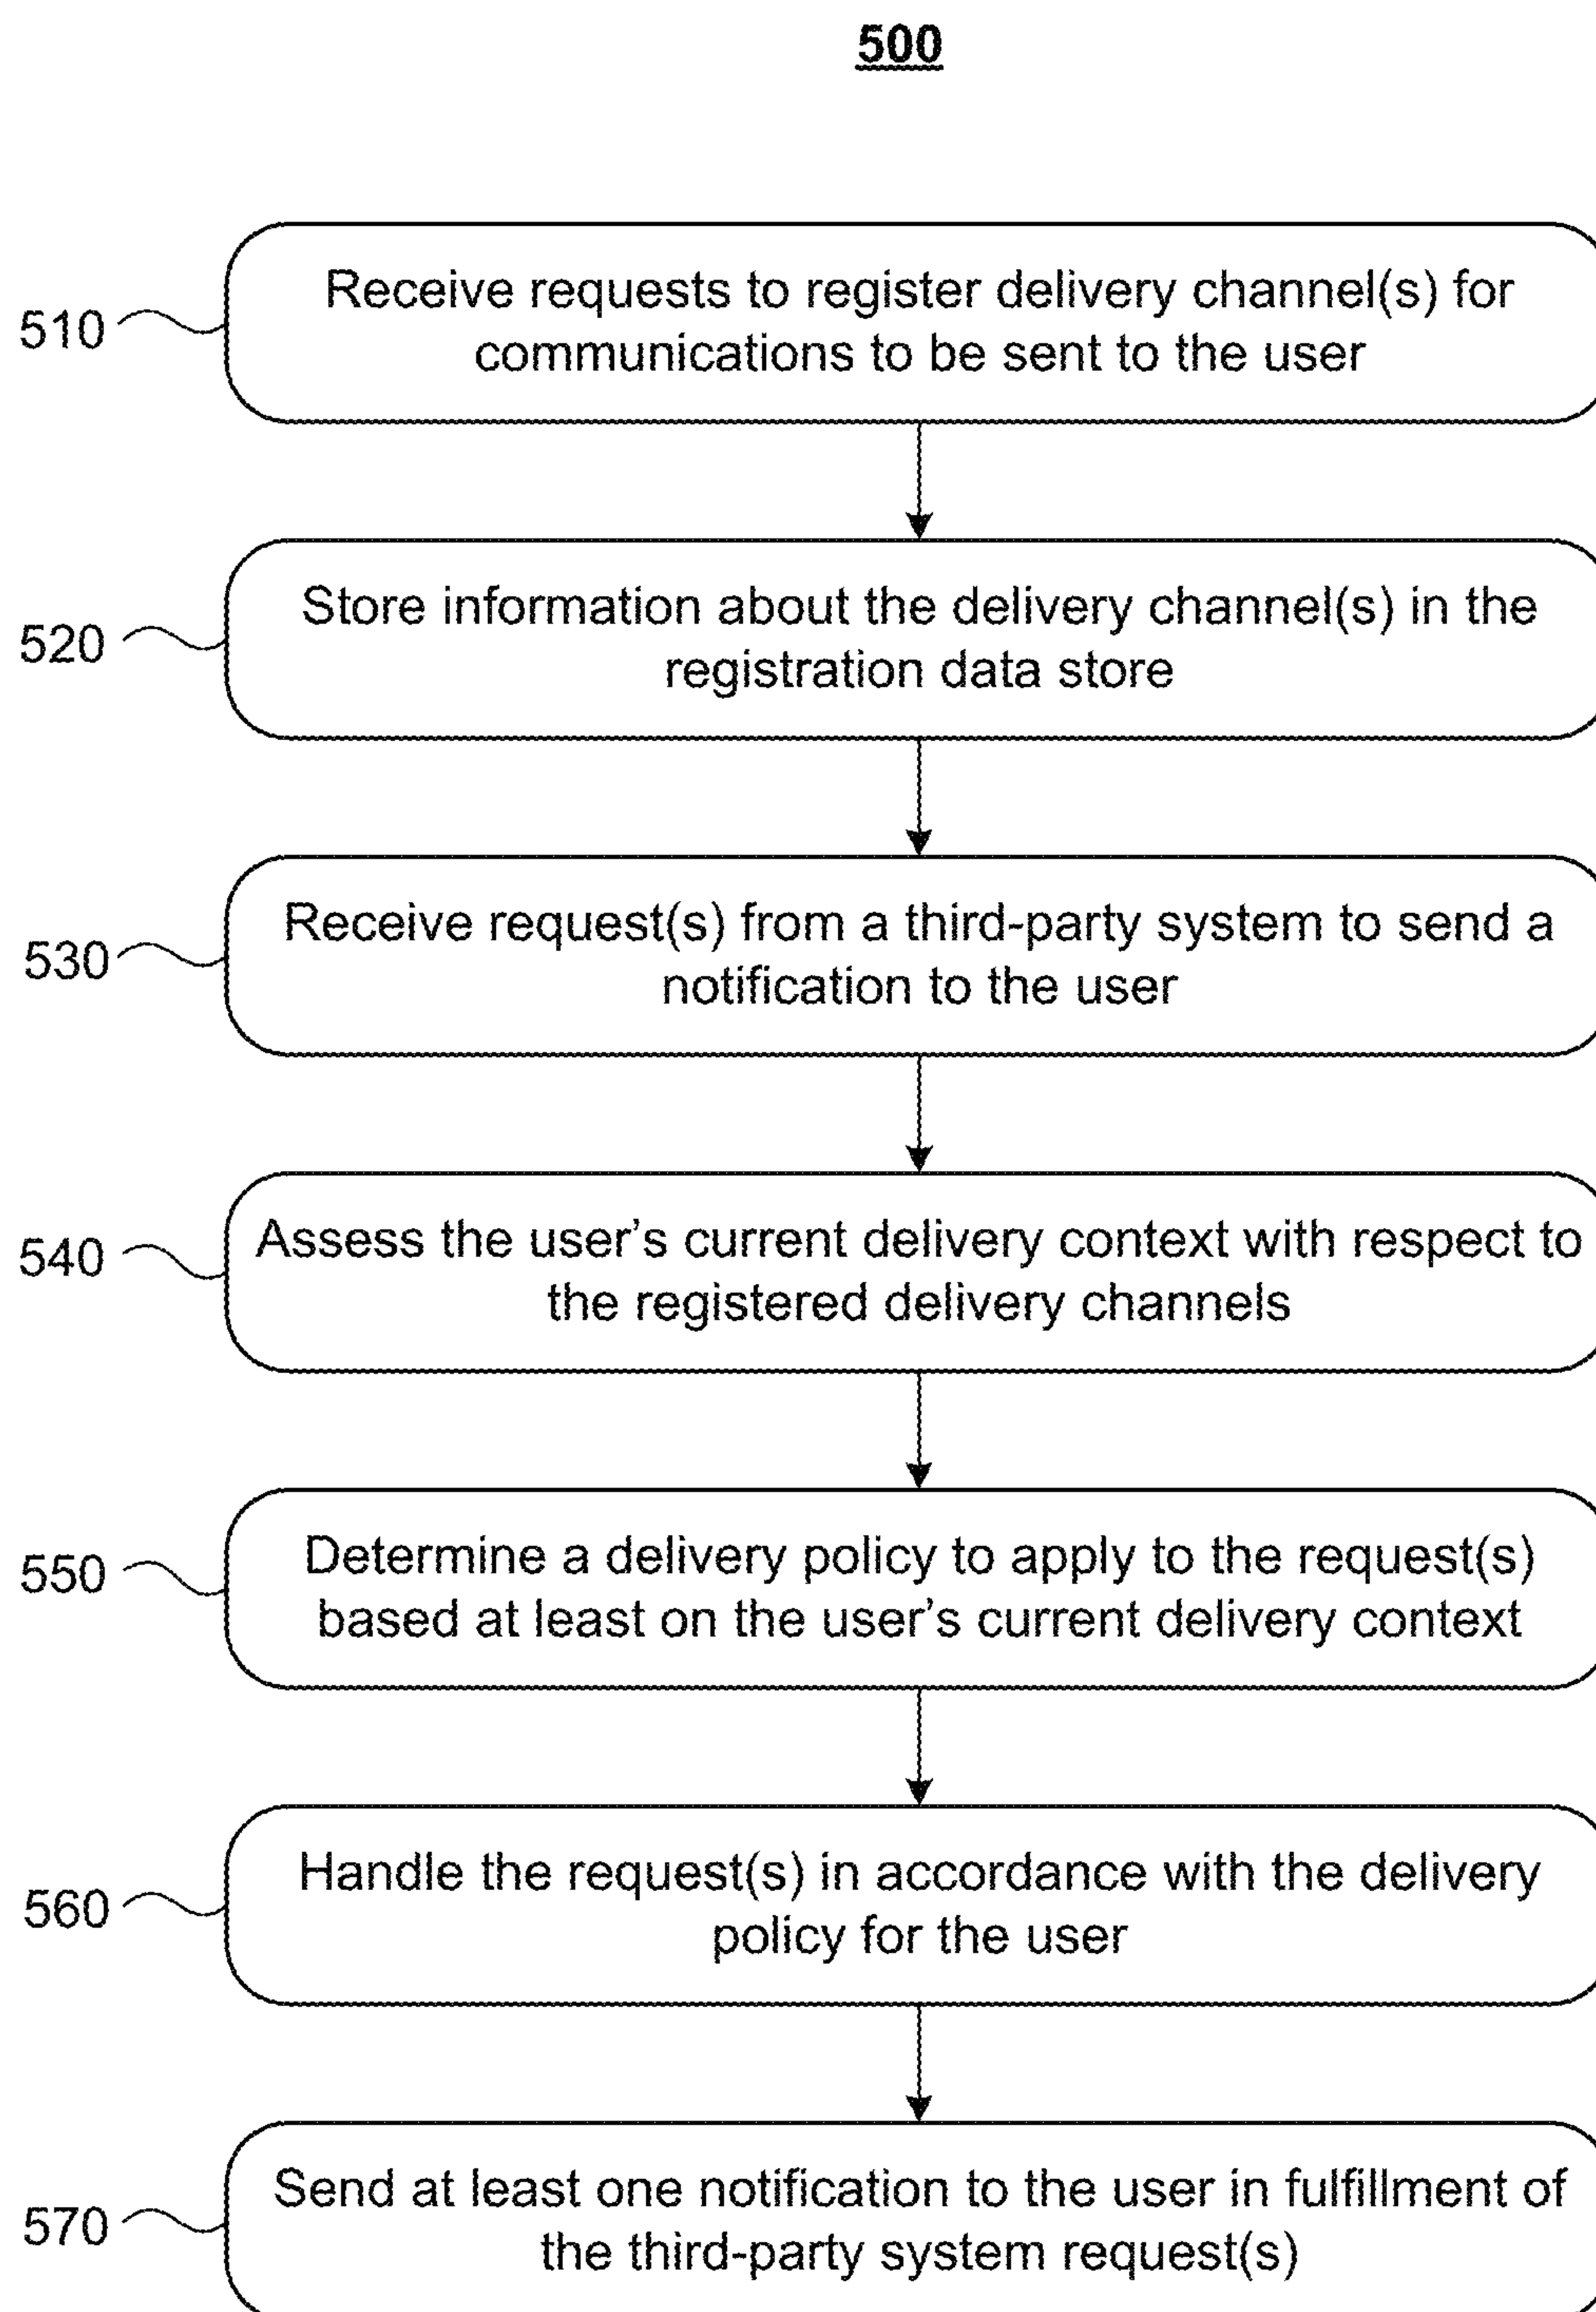 500
510
Receive requests to register delivery channel(s) for
communications to be sent to the user
520
Store information about the delivery channel(s) in the
registration data store
530
Receive request(s) from a third-party system to send a
notification to the user
540
Assess the user's current delivery context with respect to
the registered delivery channels
550
Determine a delivery policy to apply to the request(s)
based at least on the user's current delivery context
560
Handle the request(s) in accordance with the delivery
policy for the user
570
Send at least one notification to the user in fulfillment of
the third-party system request(s)